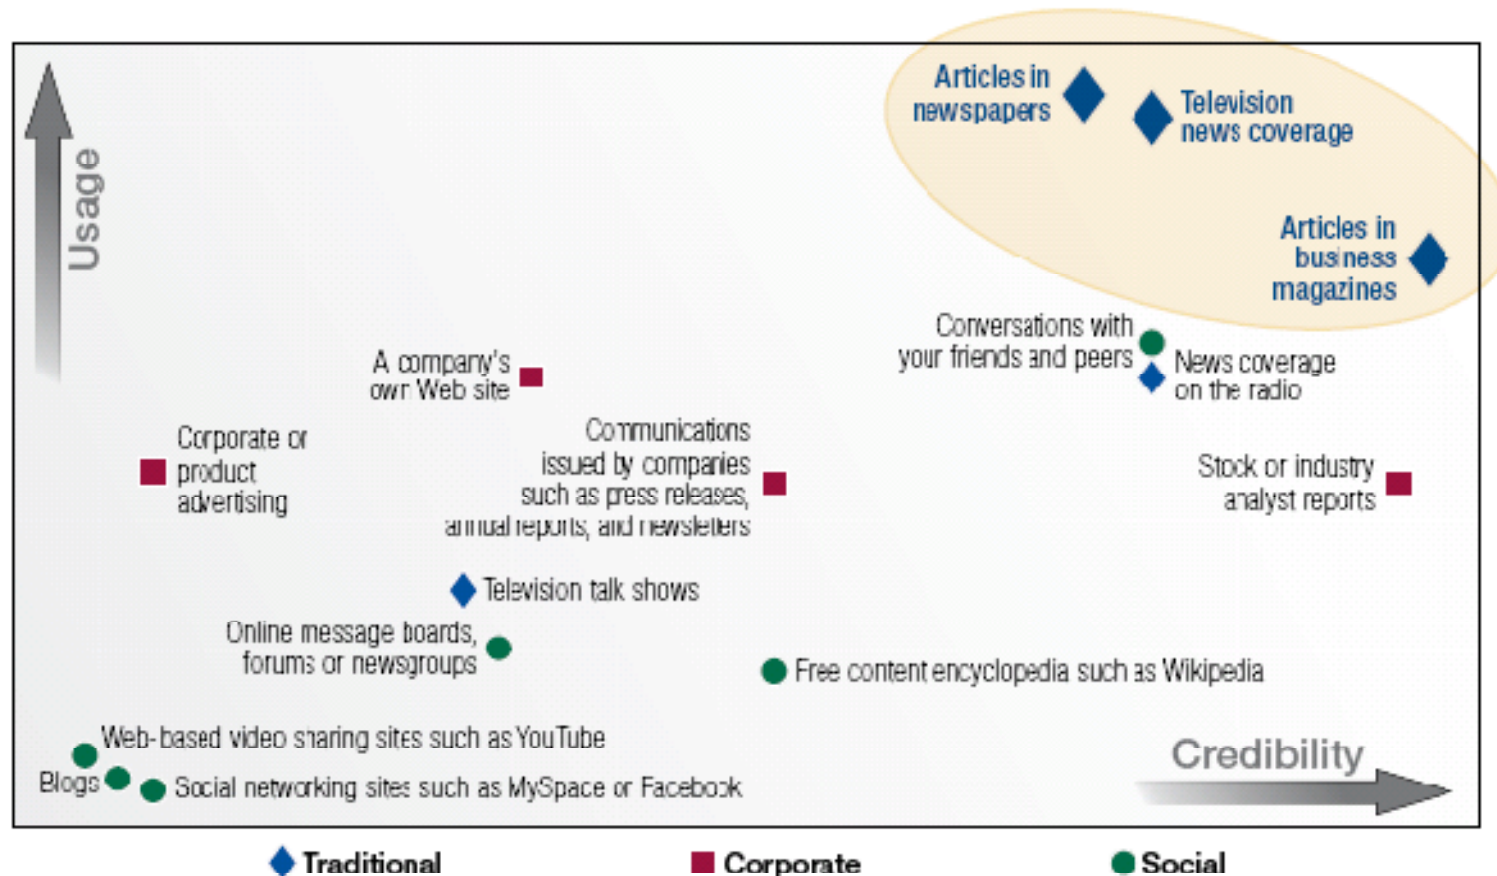 Articles in
newspapers
Television
news coverage
Usage
Articles in
business
magazines
Conversations with
your friends and peers
News coverage
on the radio
A company's
own Web site
Corporate or
product
advertising
Communications
issued by companies
such as press releases,
annual reports, and newsletters
Stock or industry
analyst reports
Television talk shows
Online message boards,
forums or newsgroups
Free content encyclopedia such as Wikipedia
Web-based video sharing sites such as YouTube
Blogs
Social networking sites such as MySpace or Facebook
Credibility
Traditional
Corporate
Social